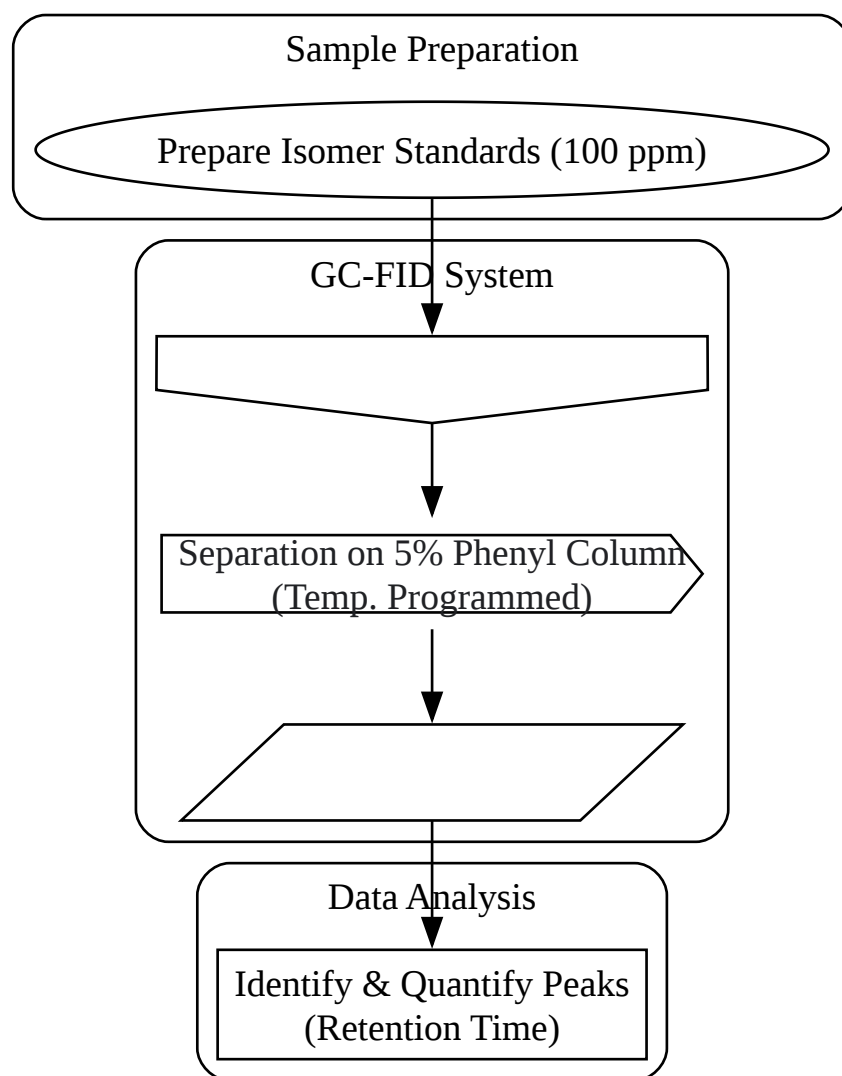 Sample Preparation
Prepare Isomer Standards (100 ppm)
GC-FID System
Separation on 5% Phenyl Column
(Temp. Programmed)
Data Analysis
Identify & Quantify Peaks
(Retention Time)